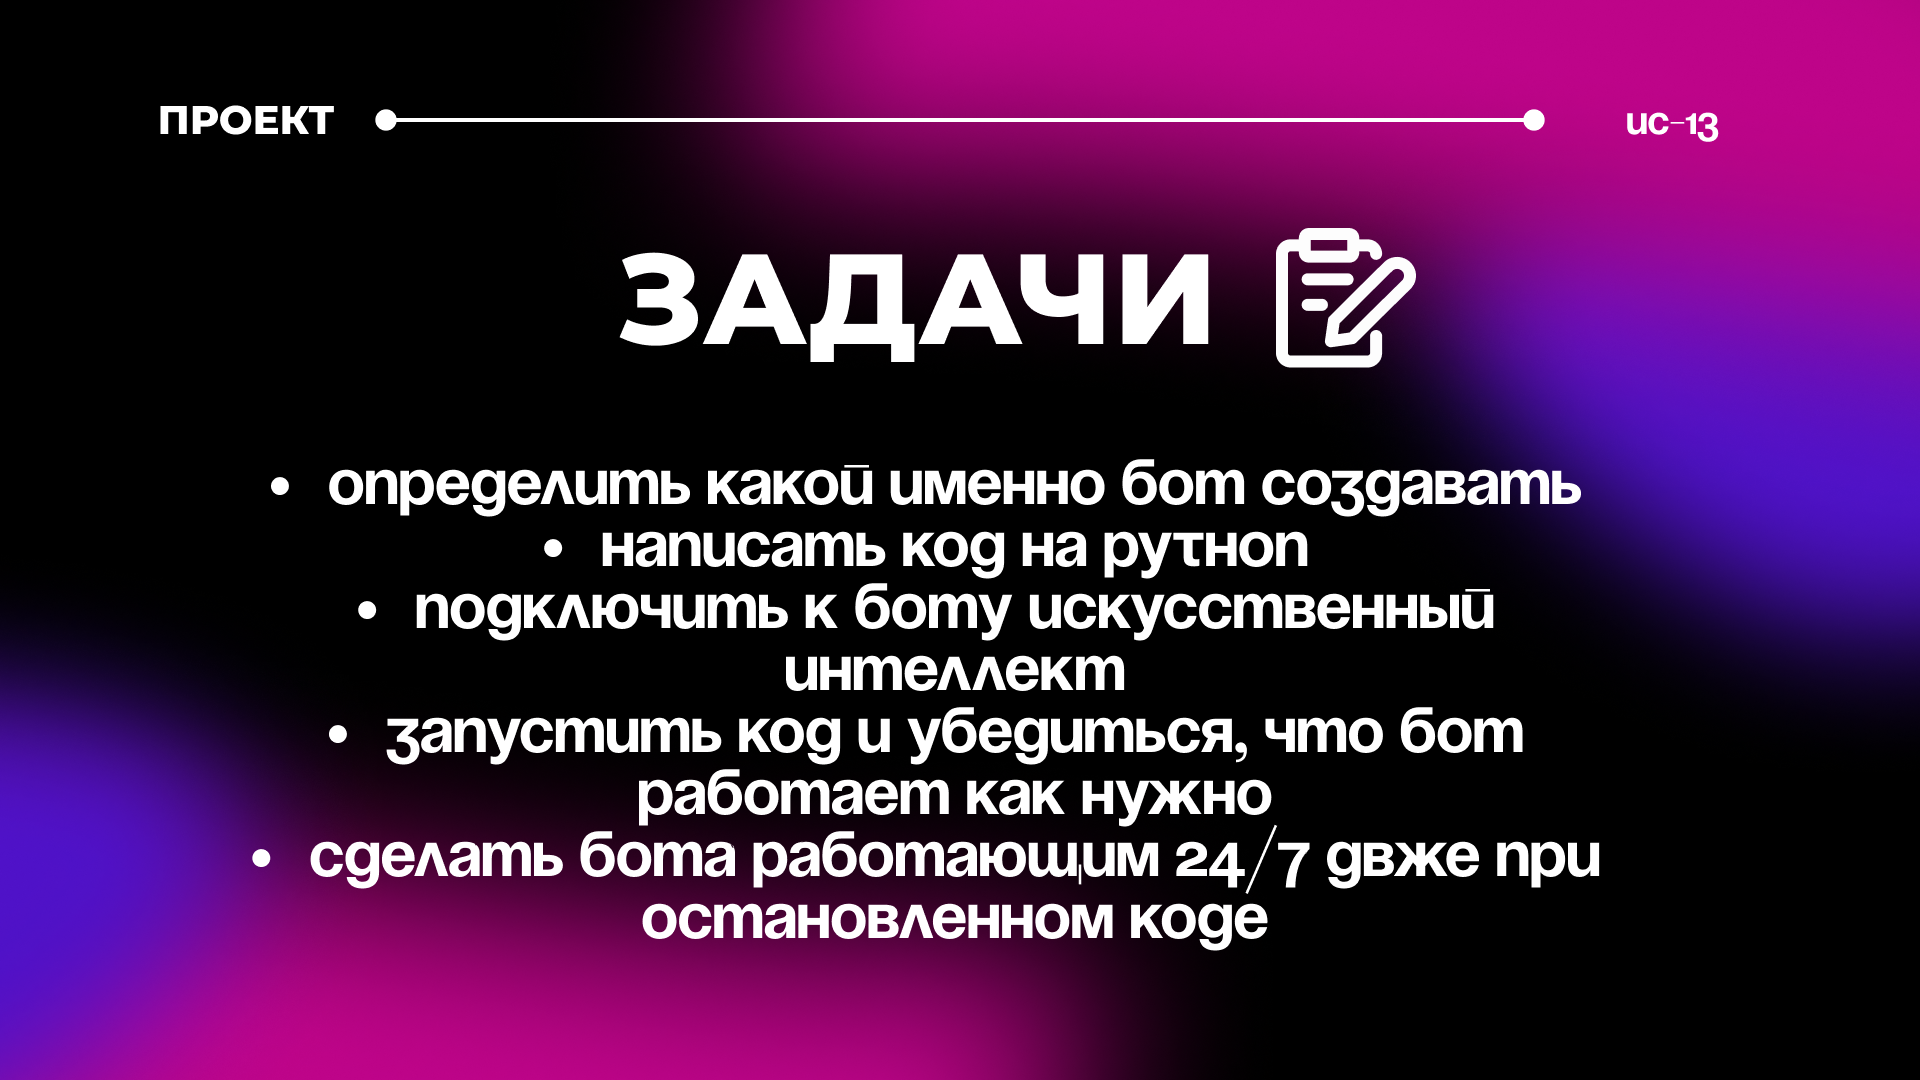 ПРОЕКТ
ис-13
ЗАДАЧИ
• определить какой именно бот создавать
• написать код на pyтнon
• подключить к боту искусственный
интеллект
• запустить код и убедиться, что бот
работает как нужно
• сделать бота работающим 24/7 двже при
остановленном коде